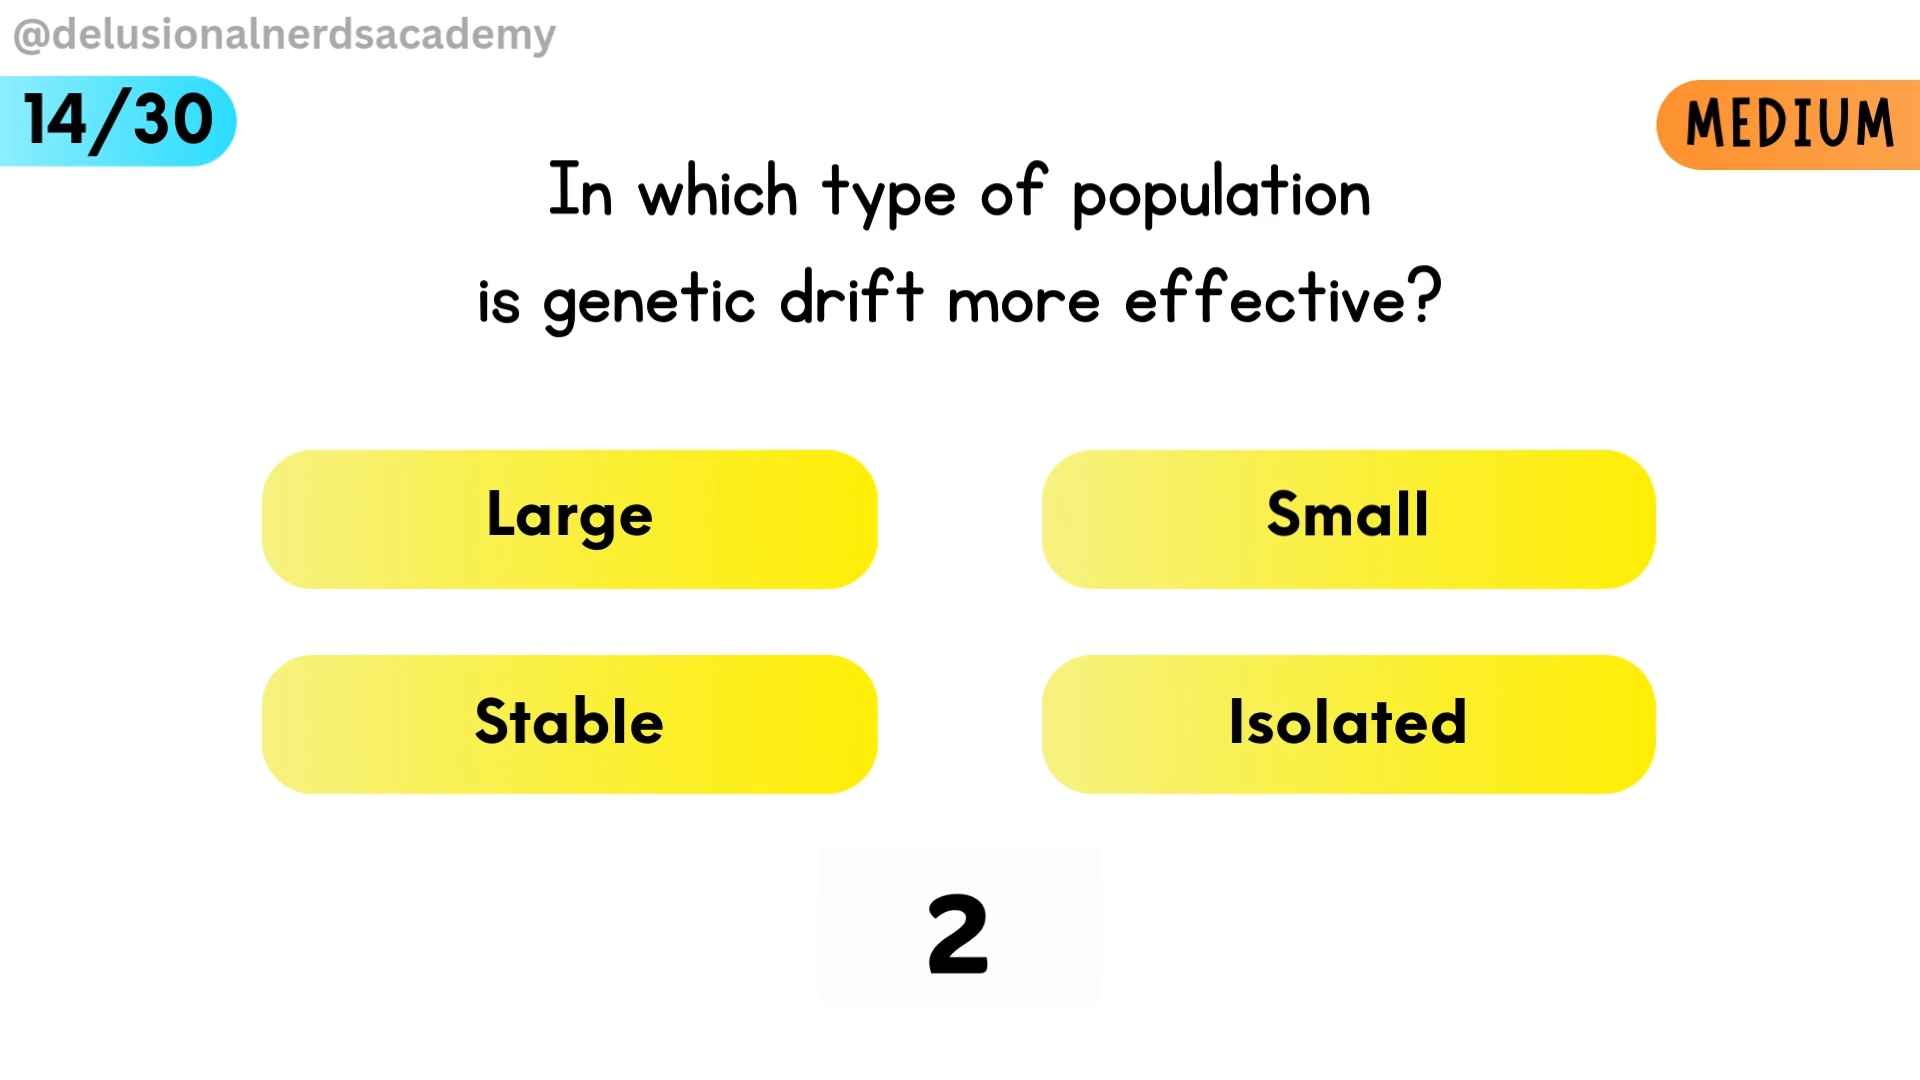 @delusionalnerdsacademy
14/30
MEDIUM
In which type of population
is genetic drift more effective?
Large
Small
Stable
Isolated
2